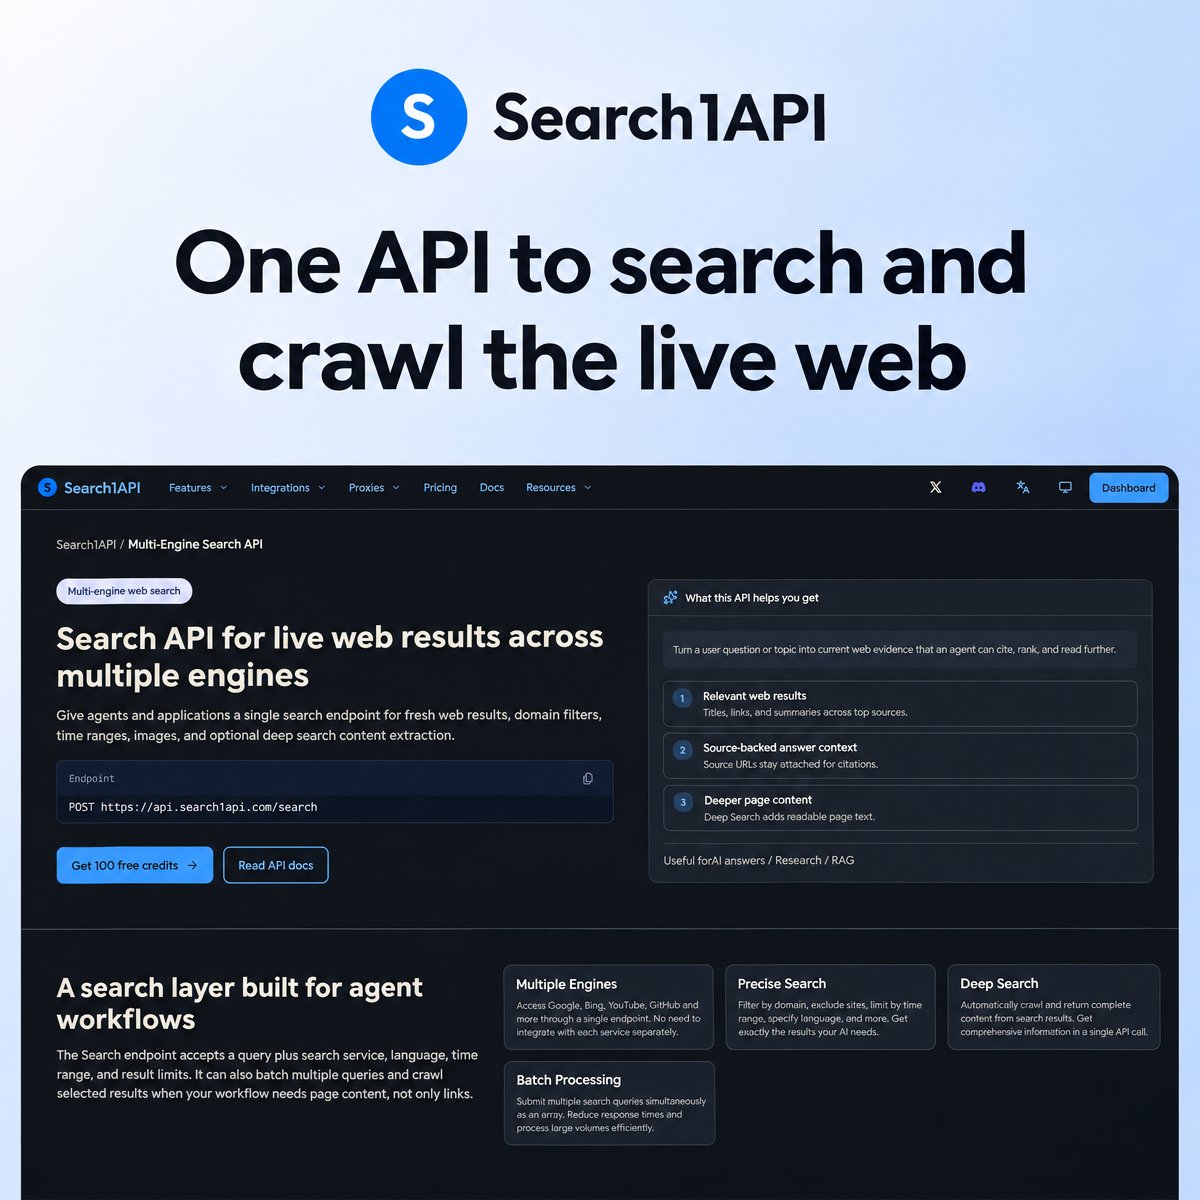 S Search1API
One API to search and
crawl the live web
S Search1API
Features
Integrations
Proxies
Pricing
Docs
Resources
Dashboard
Search1API / Multi-Engine Search API
Multi-engine web search
Search API for live web results across
multiple engines
Give agents and applications a single search endpoint for fresh web results, domain filters,
time ranges, images, and optional deep search content extraction.
Endpoint
POST https://api.search1api.com/search
Get 100 free credits →
Read API docs
What this API helps you get
Turn a user question or topic into current web evidence that an agent can cite, rank, and read further.
1 Relevant web results
Titles, links, and summaries across top sources.
2 Source-backed answer context
Source URLs stay attached for citations.
3 Deeper page content
Deep Search adds readable page text.
Useful forAI answers / Research / RAG
A search layer built for agent
workflows
The Search endpoint accepts a query plus search service, language, time
range, and result limits. It can also batch multiple queries and crawl
selected results when your workflow needs page content, not only links.
Multiple Engines
Access Google, Bing, YouTube, GitHub and
more through a single endpoint. No need to
integrate with each service separately.
Precise Search
Filter by domain, exclude sites, limit by time
range, specify language, and more. Get
exactly the results your AI needs.
Deep Search
Automatically crawl and return complete
content from search results. Get
comprehensive information in a single API call.
Batch Processing
Submit multiple search queries simultaneously
as an array. Reduce response times and
process large volumes efficiently.